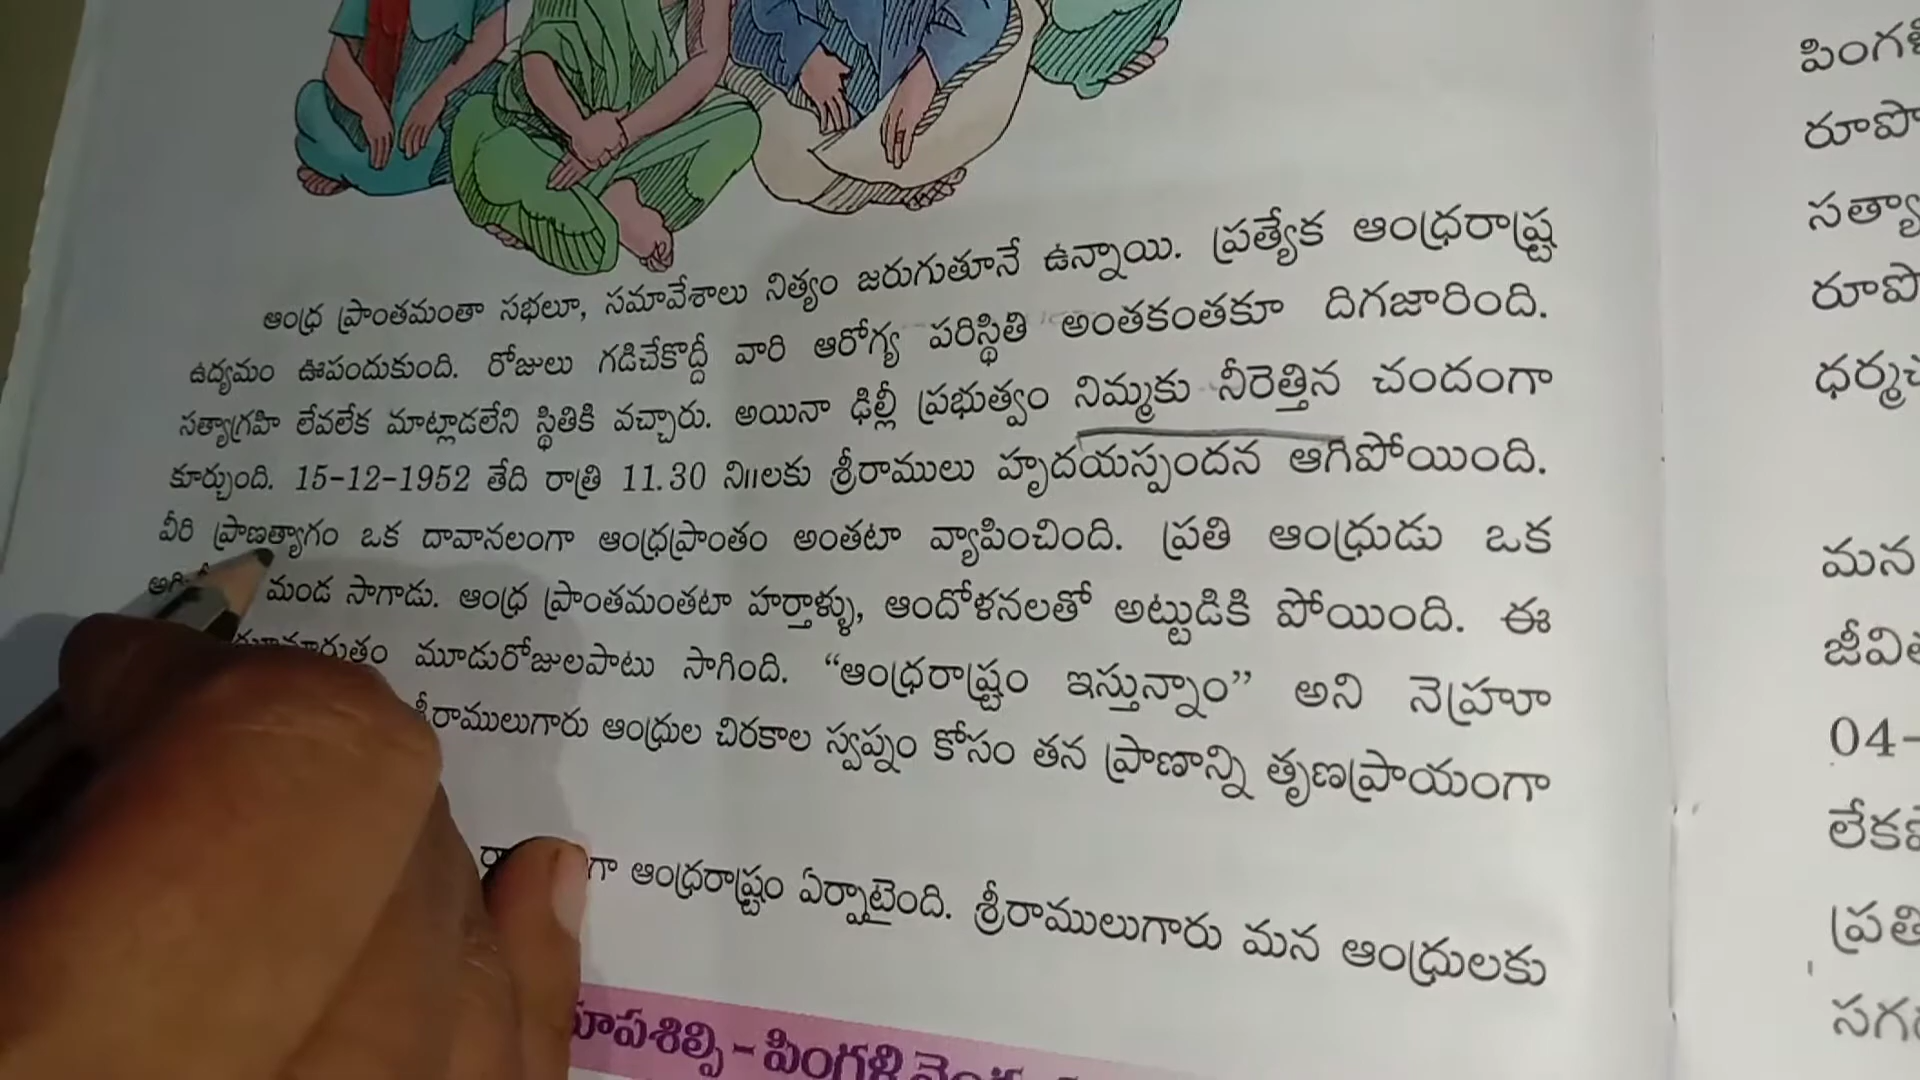 ఆంధ్ర ప్రాంతమంతా సభలూ, సమావేశాలు నిత్యం జరుగుతూనే ఉన్నాయి. ప్రత్యేక ఆంధ్రరాష్ట్ర
ఉద్యమం ఊపందుకుంది. రోజులు గడిచేకొద్దీ వారి ఆరోగ్య పరిస్థితి అంతకంతకూ దిగజారింది.
సత్యాగ్రహి లేవలేక మాట్లాడలేని స్థితికి వచ్చారు. అయినా ఢిల్లీ ప్రభుత్వం నిమ్మకు నీరెత్తిన చందంగా
కూర్చుంది. 15-12-1952 తేది రాత్రి 11.30 ని॥లకు శ్రీరాములు హృదయస్పందన ఆగిపోయింది.
వీరి ప్రాణత్యాగం ఒక దావానలంగా ఆంధ్రప్రాంతం అంతటా వ్యాపించింది. ప్రతి ఆంధ్రుడు ఒక
మండ సాగాడు. ఆంధ్ర ప్రాంతమంతటా హర్తాళ్ళు, ఆందోళనలతో అట్టుడికి పోయింది. ఈ
మూడురోజులపాటు సాగింది. “ఆంధ్రరాష్ట్రం ఇస్తున్నాం” అని నెహ్రూ
శ్రీరాములుగారు ఆంధ్రుల చిరకాల స్వప్నం కోసం తన ప్రాణాన్ని తృణప్రాయంగా
ఆంధ్రరాష్ట్రం ఏర్పాటైంది. శ్రీరాములుగారు మన ఆంధ్రులకు
పింగళి
మన
04-